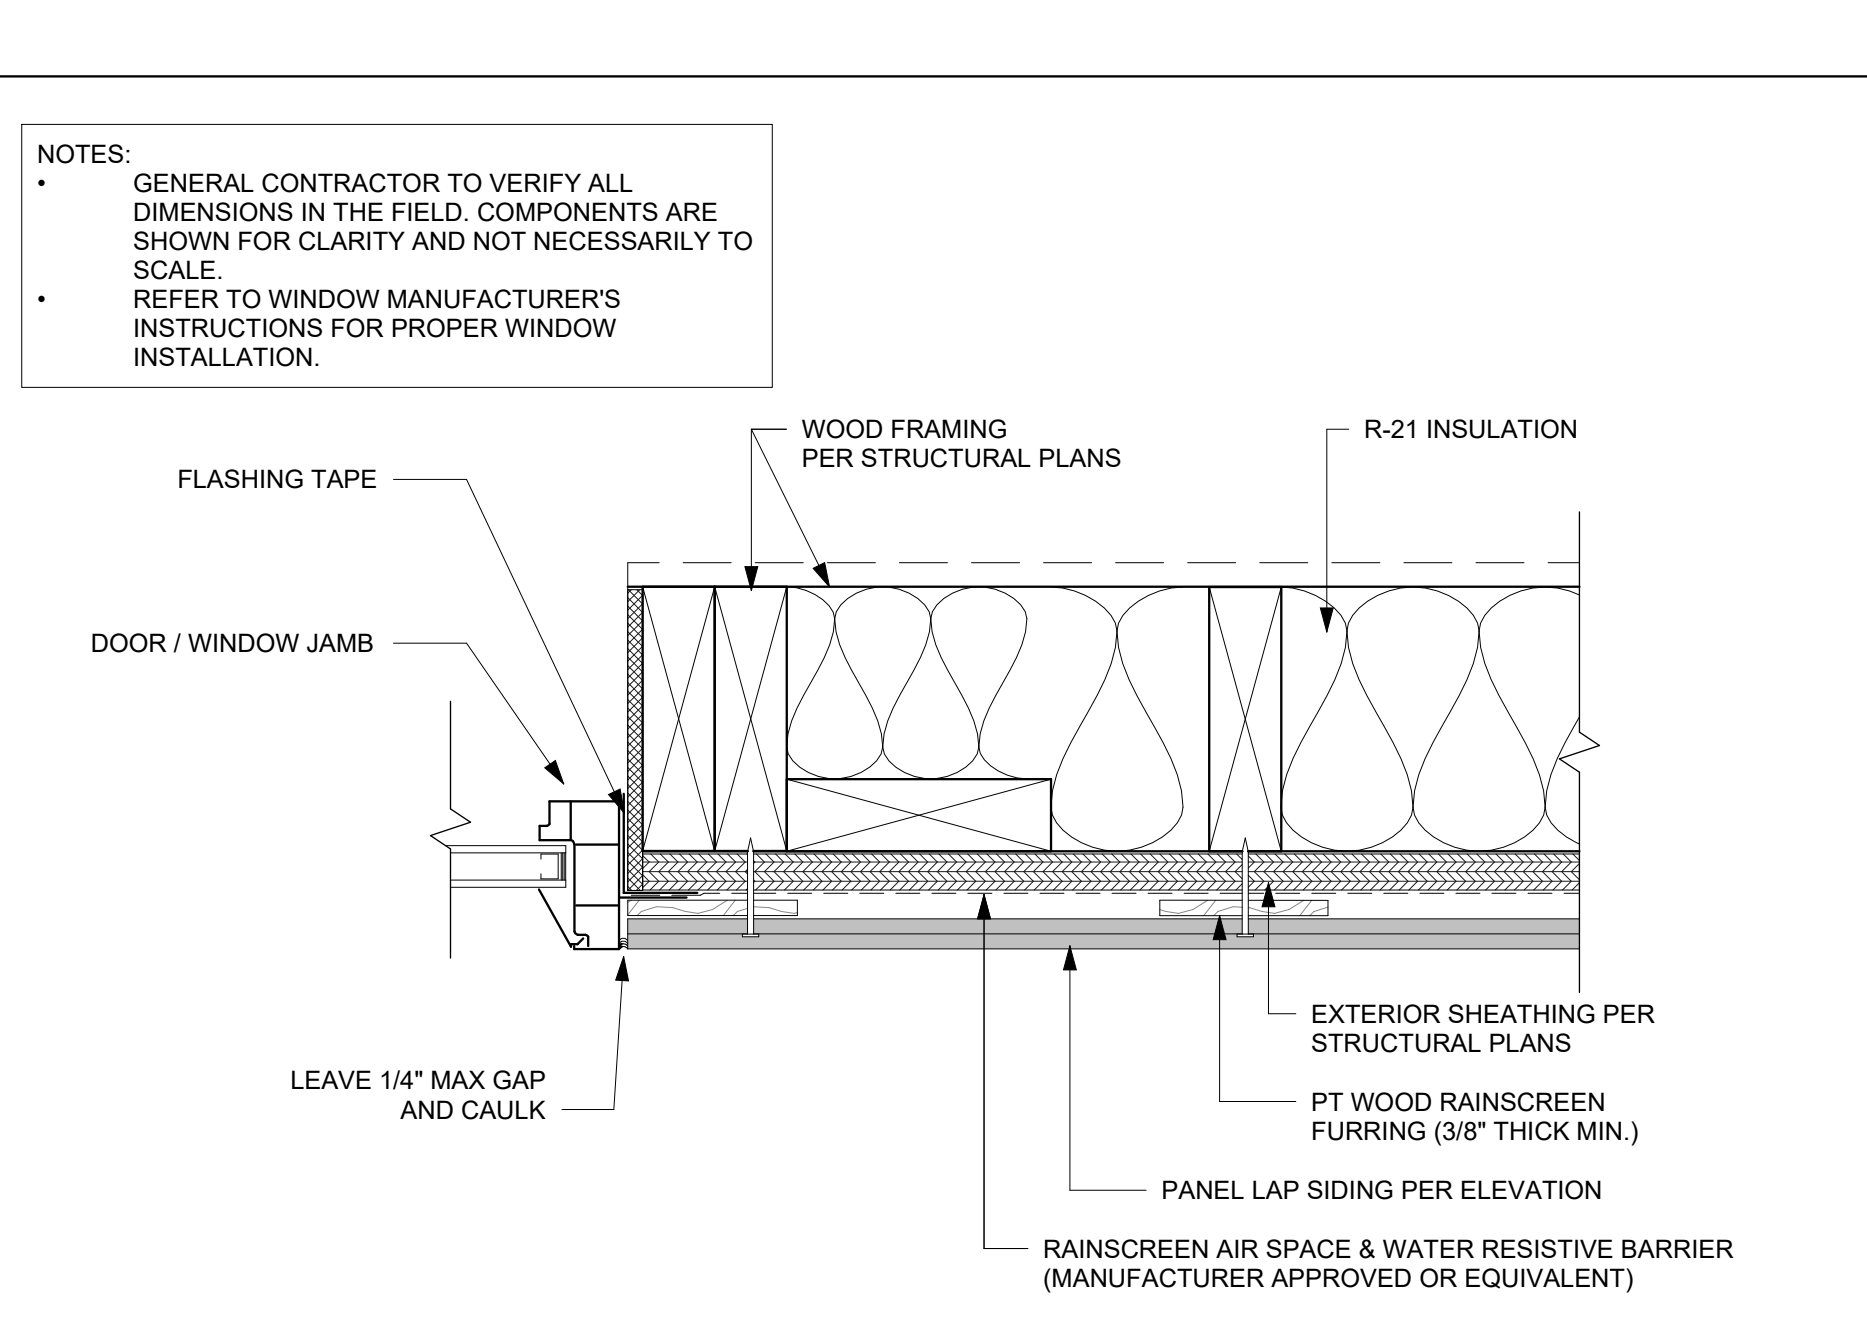 NOTES:
• GENERAL CONTRACTOR TO VERIFY ALL
DIMENSIONS IN THE FIELD. COMPONENTS ARE
SHOWN FOR CLARITY AND NOT NECESSARILY TO
SCALE.
• REFER TO WINDOW MANUFACTURER'S
INSTRUCTIONS FOR PROPER WINDOW
INSTALLATION.
WOOD FRAMING
PER STRUCTURAL PLANS
R-21 INSULATION
FLASHING TAPE
DOOR / WINDOW JAMB
LEAVE 1/4" MAX GAP
AND CAULK
EXTERIOR SHEATHING PER
STRUCTURAL PLANS
PT WOOD RAINSCREEN
FURRING (3/8" THICK MIN.)
PANEL LAP SIDING PER ELEVATION
RAINSCREEN AIR SPACE & WATER RESISTIVE BARRIER
(MANUFACTURER APPROVED OR EQUIVALENT)